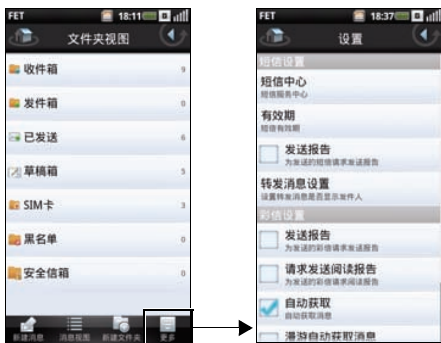 FET
18:11
文件夹视图
收件箱
9
发件箱
0
已发送
6
草稿箱
5
SIM卡
3
黑名单
0
安全信箱
0
新建消息
消息视图
新建文件夹
更多
FET
18:37
设置
短信设置
短信中心
短信服务中心
有效期
短信有效期
发送报告
为发送的短信请求发送报告
转发消息设置
设置转发消息是否显示发件人
彩信设置
发送报告
为发送的彩信请求发送报告
请求发送阅读报告
为发送的彩信请求阅读报告
自动获取
自动获取消息
漫游自动获取消息